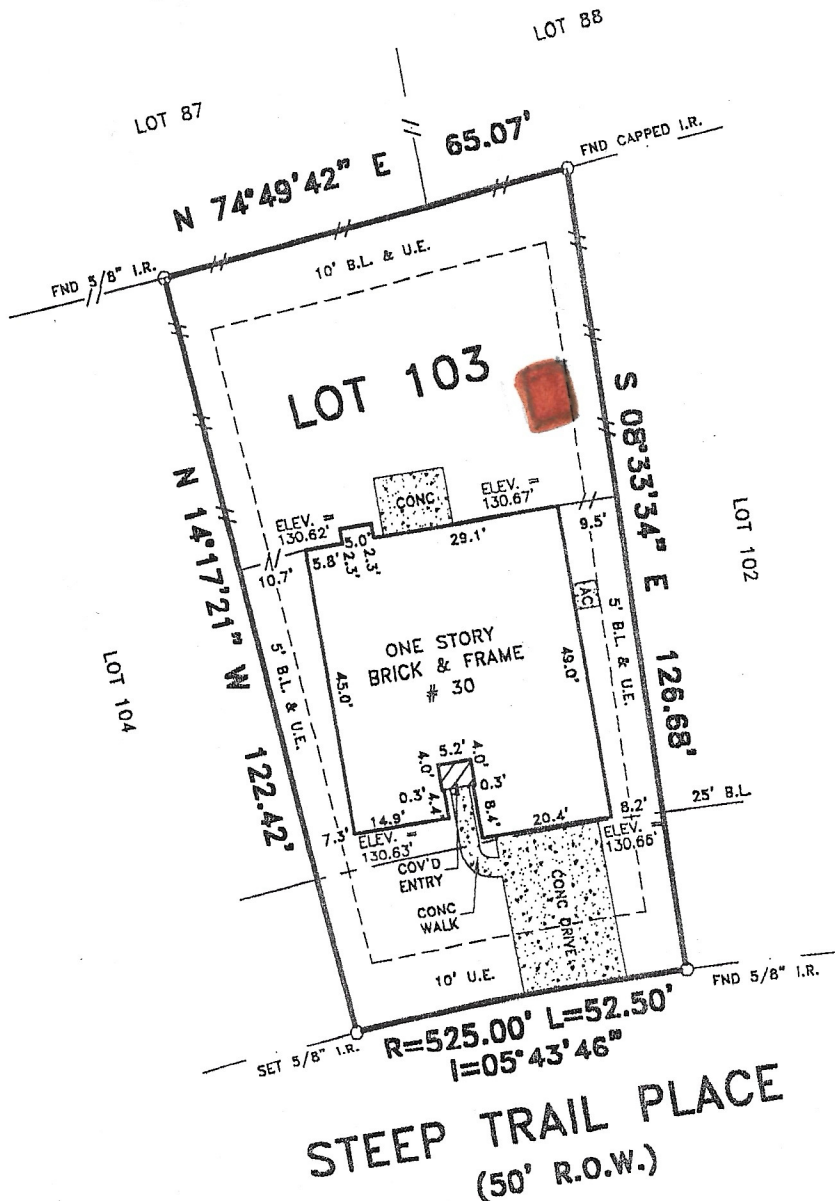 LOT 88
LOT 87
N 74°49'42" E 65.07'
FND CAPPED I.R.
FND 5/8" I.R.
10' B.L. & U.E.
LOT 103
S 08°33'34" E 126.68'
N 14°17'21" W 122.42'
CONC
ELEV. =
130.67'
ELEV. =
130.62'
5.0'
2.3'
2.3'
5.8'
29.1'
9.5'
10.7'
LOT 102
AC
5' B.L. & U.E.
ONE STORY
BRICK & FRAME
# 30
49.0'
45.0'
5' B.L. & U.E.
LOT 104
5.2'
4.0'
4.0'
0.3'
0.3'
4.4'
8.4'
14.9'
20.4'
8.2'
25' B.L.
7.3'
ELEV. =
130.63'
ELEV. =
130.66'
COV'D
ENTRY
CONC
WALK
CONC DRIVE
10' U.E.
FND 5/8" I.R.
SET 5/8" I.R.
R=525.00' L=52.50'
I=05°43'46"
STEEP TRAIL PLACE
(50' R.O.W.)